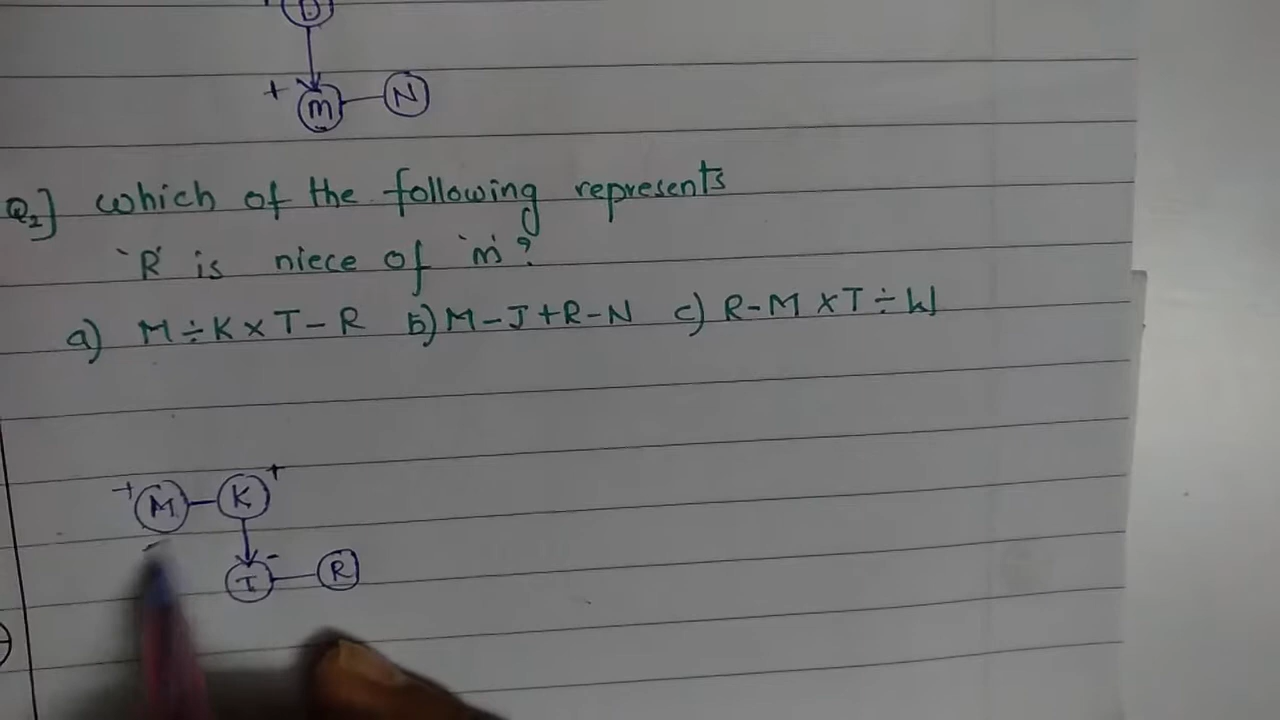 D
+ M N
Q2] which of the following represents
`R' is niece of `m'?
a) M÷K×T-R b) M-J+R-N c) R-M×T÷W
+ M K +
T - R